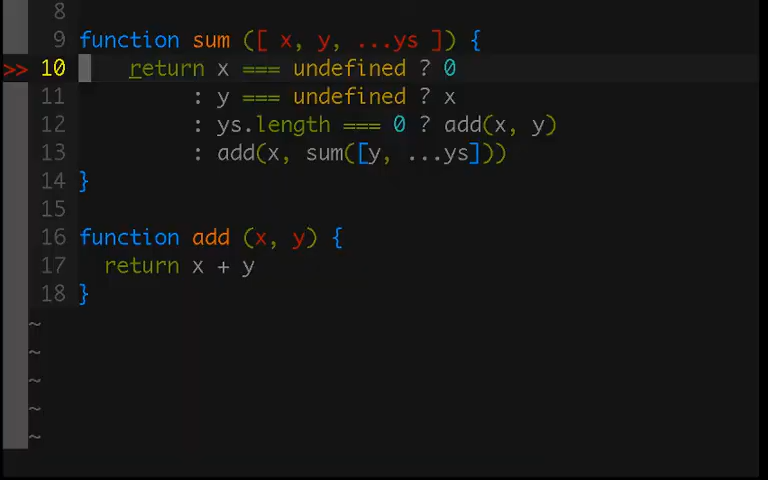 8
9 function sum ([ x, y, ...ys ]) {
>> 10     return x === undefined ? 0
11          : y === undefined ? x
12          : ys.length === 0 ? add(x, y)
13          : add(x, sum([y, ...ys]))
14 }
15
16 function add (x, y) {
17   return x + y
18 }
~
~
~
~
~